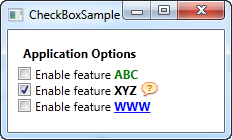 CheckBoxSample
Application Options
Enable feature ABC
Enable feature XYZ ?
Enable feature WWW